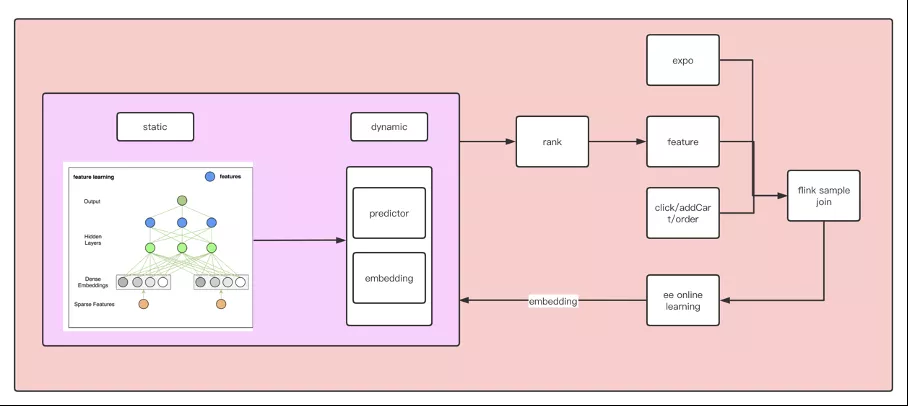 expo
static
dynamic
rank
feature
feature learning
features
Output
Hidden
Layers
Dense
Embeddings
Sparse Features
predictor
embedding
click/addCar
t/order
flink sample
join
embedding
ee online
learning